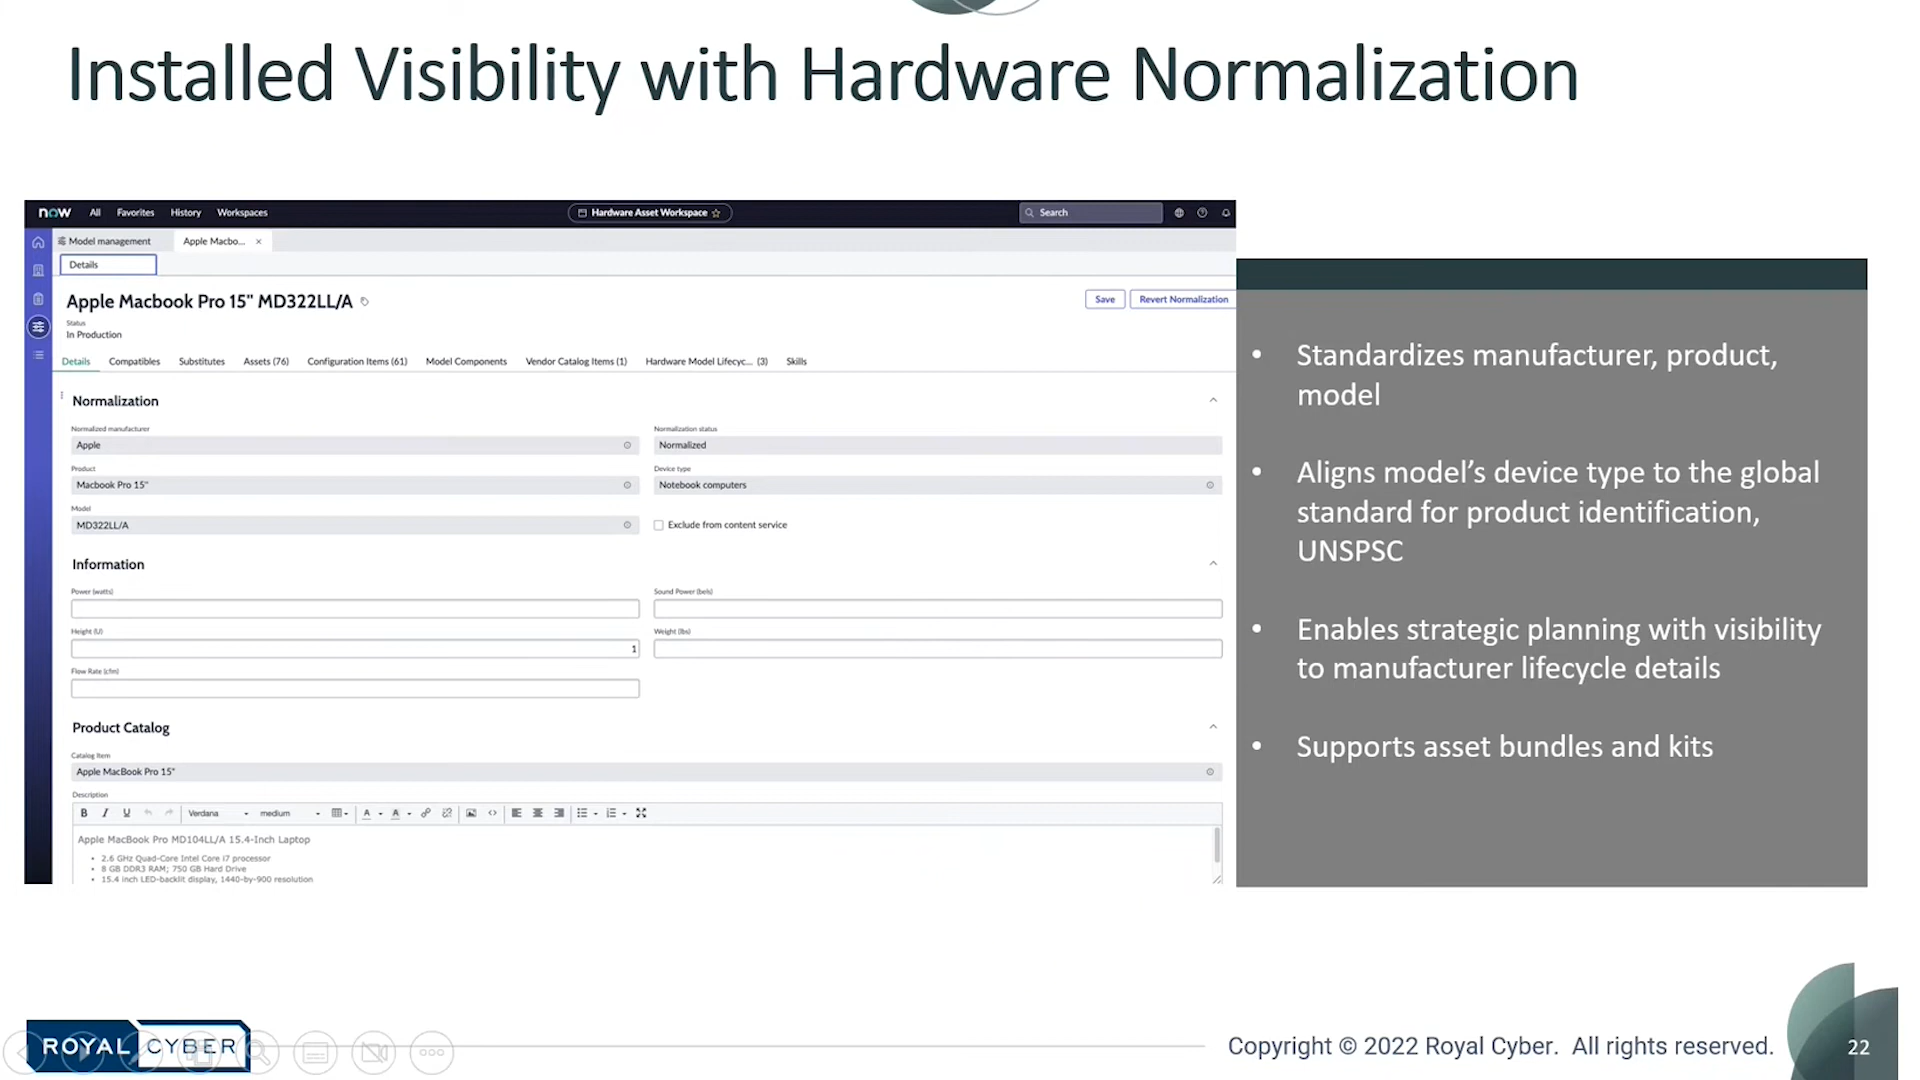 Installed Visibility with Hardware Normalization
now All Favorites History Workspaces Hardware Asset Workspace Search
Model management Apple Macbo...
Details
Apple Macbook Pro 15" MD322LL/A
Save Revert Normalization
Status
In Production
Details Compatibles Substitutes Assets (76) Configuration Items (61) Model Components Vendor Catalog Items (1) Hardware Model Lifecyc... (3) Skills
Normalization
Normalized manufacturer Normalization status
Apple Normalized
Product Device type
Macbook Pro 15" Notebook computers
Model
MD322LL/A Exclude from content service
Information
Power (watts) Sound Power (bels)
Height (U) Weight (lbs)
1
Flow Rate (cfm)
Product Catalog
Catalog Item
Apple MacBook Pro 15"
Description
B I U Verdana medium A A
Apple MacBook Pro MD104LL/A 15.4-Inch Laptop
• 2.6 GHz Quad-Core Intel Core i7 processor
• 8 GB DDR3 RAM; 750 GB Hard Drive
• 15.4 inch LED-backlit display, 1440-by-900 resolution
• Standardizes manufacturer, product,
model
• Aligns model’s device type to the global
standard for product identification,
UNSPSC
• Enables strategic planning with visibility
to manufacturer lifecycle details
• Supports asset bundles and kits
ROYAL CYBER
Copyright © 2022 Royal Cyber. All rights reserved.
22